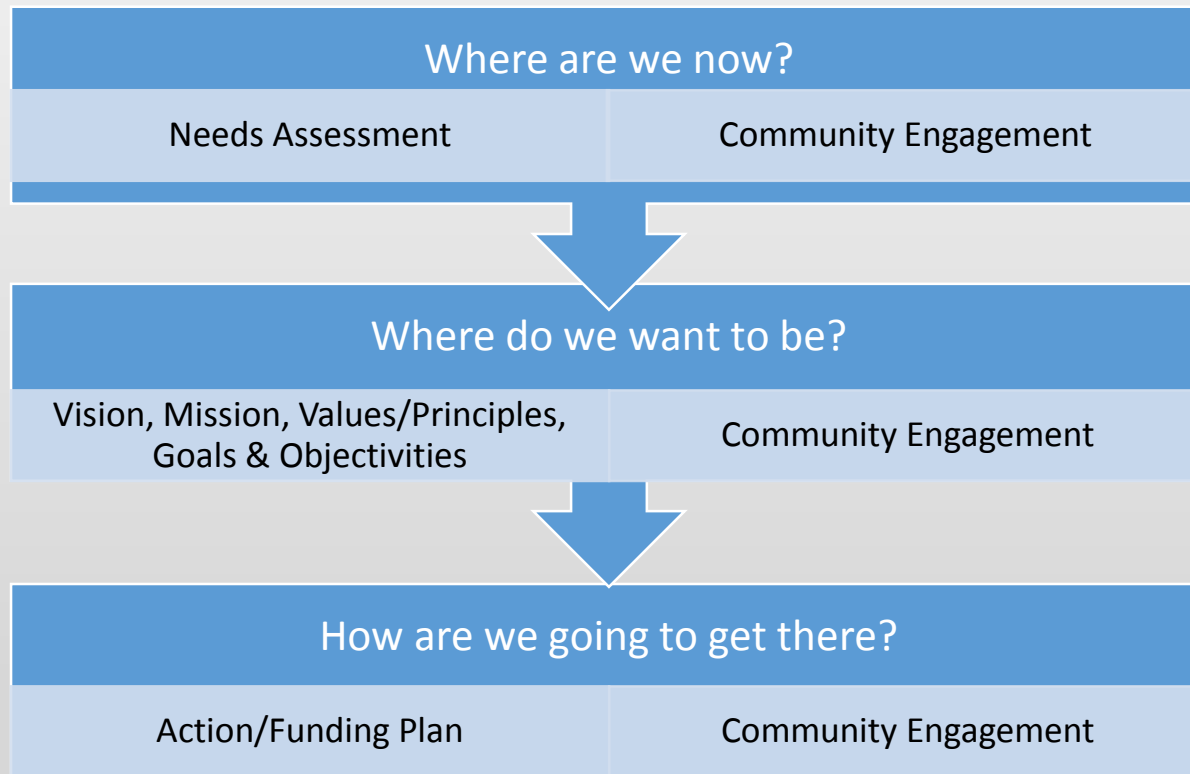 Where are we now?
Needs Assessment
Community Engagement
Where do we want to be?
Vision, Mission, Values/Principles,
Goals & Objectivities
Community Engagement
How are we going to get there?
Action/Funding Plan
Community Engagement